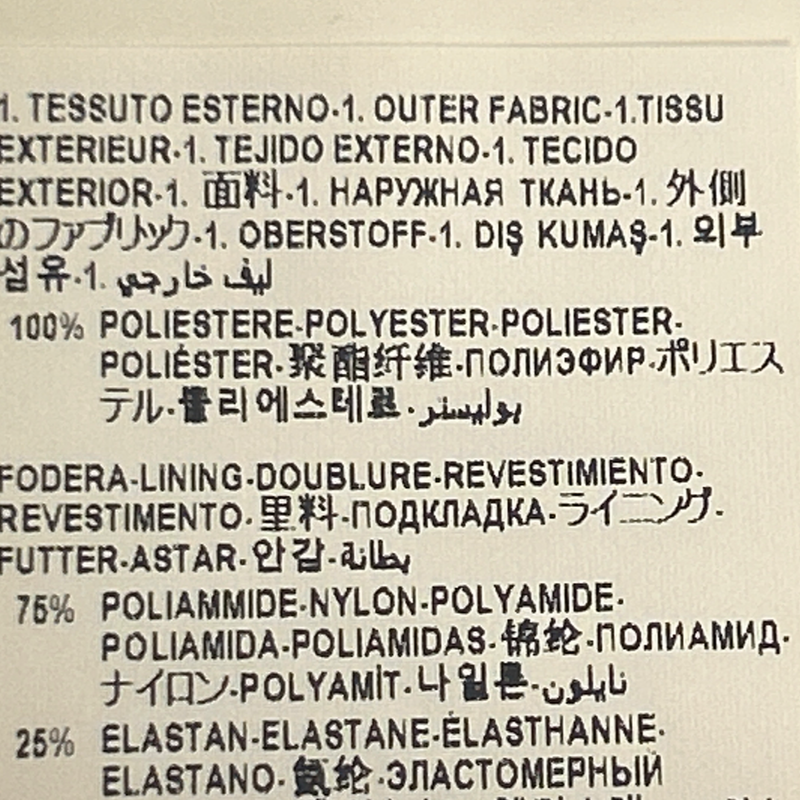 1. TESSUTO ESTERNO·1. OUTER FABRIC-1.TISSU
EXTERIEUR·1. TEJIDO EXTERNO·1. TECIDO
EXTERIOR·1. 面料·1. НАРУЖНАЯ ТКАНЬ·1. 外側
のファブリック·1. OBERSTOFF·1. DIŞ KUMAŞ·1. 외부
섬유·1. ليف خارجي
100% POLIESTERE·POLYESTER·POLIESTER·
POLIÉSTER·聚酯纤维·ПОЛИЭФИР·ポリエス
テル·폴리에스테르·بوليستر
FODERA·LINING·DOUBLURE·REVESTIMIENTO·
REVESTIMENTO·里料·ПОДКЛАДКА·ライニング·
FUTTER·ASTAR·안감·بطانة
75% POLIAMMIDE·NYLON·POLYAMIDE·
POLIAMIDA·POLIAMIDAS·锦纶·ПОЛИАМИД·
ナイロン·POLYAMİT·나일론·نايلون
25% ELASTAN·ELASTANE·ÉLASTHANNE·
ELASTANO·氨纶·ЭЛАСТОМЕРНЫЙ